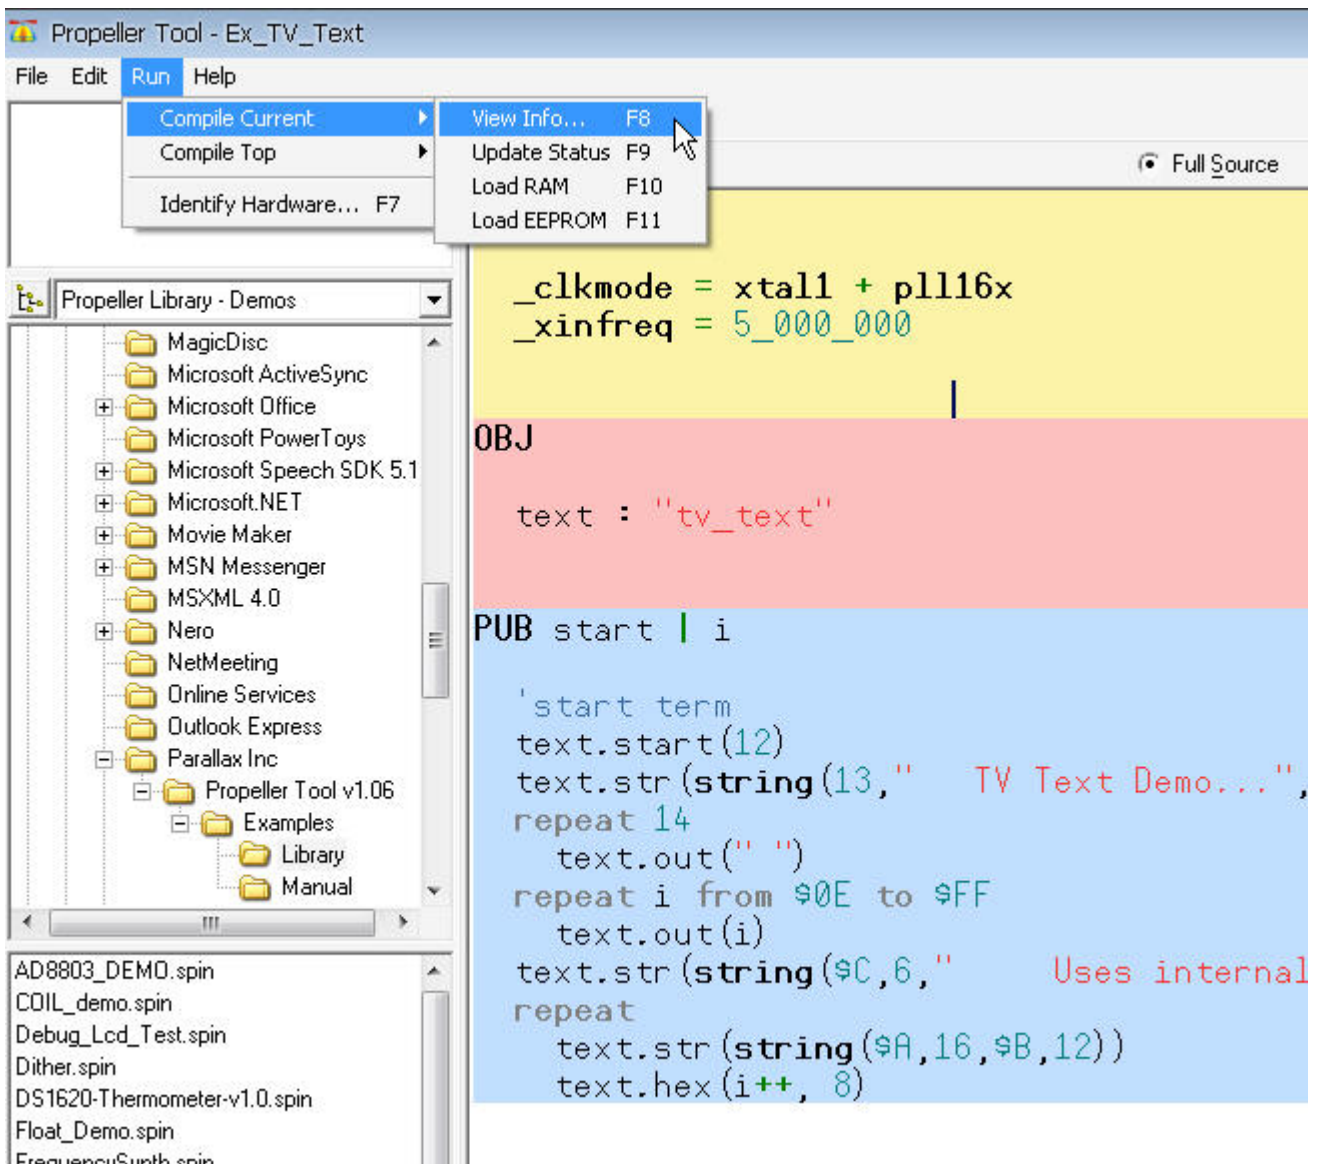 Propeller Tool - Ex_TV_Text
File Edit Run Help
Compile Current
Compile Top
Identify Hardware... F7
View Info... F8
Update Status F9
Load RAM F10
Load EEPROM F11
Full Source
Propeller Library - Demos
MagicDisc
Microsoft ActiveSync
Microsoft Office
Microsoft PowerToys
Microsoft Speech SDK 5.1
Microsoft.NET
Movie Maker
MSN Messenger
MSXML 4.0
Nero
NetMeeting
Online Services
Outlook Express
Parallax Inc
Propeller Tool v1.06
Examples
Library
Manual
AD8803_DEMO.spin
COIL_demo.spin
Debug_Lcd_Test.spin
Dither.spin
DS1620-Thermometer-v1.0.spin
Float_Demo.spin
FrequencySynth.spin
_clkmode = xtal1 + pll16x
_xinfreq = 5_000_000
OBJ
text : "tv_text"
PUB start | i
'start term
text.start(12)
text.str(string(13,"   TV Text Demo...",
repeat 14
text.out(" ")
repeat i from $0E to $FF
text.out(i)
text.str(string($C,6,"     Uses internal
repeat
text.str(string($A,16,$B,12))
text.hex(i++, 8)